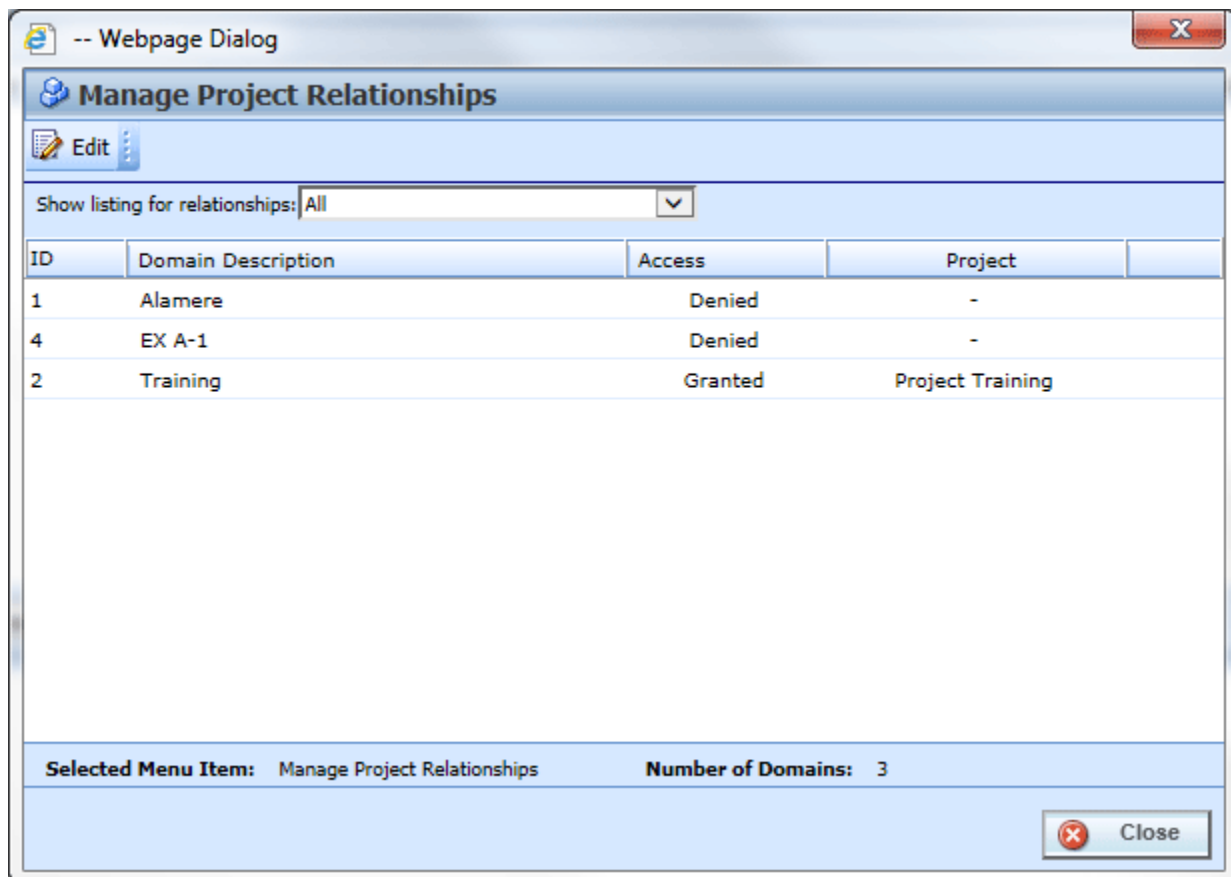 -- Webpage Dialog
Manage Project Relationships
Edit
Show listing for relationships: All
ID Domain Description Access Project
1 Alamere Denied -
4 EX A-1 Denied -
2 Training Granted Project Training
Selected Menu Item: Manage Project Relationships Number of Domains: 3
Close